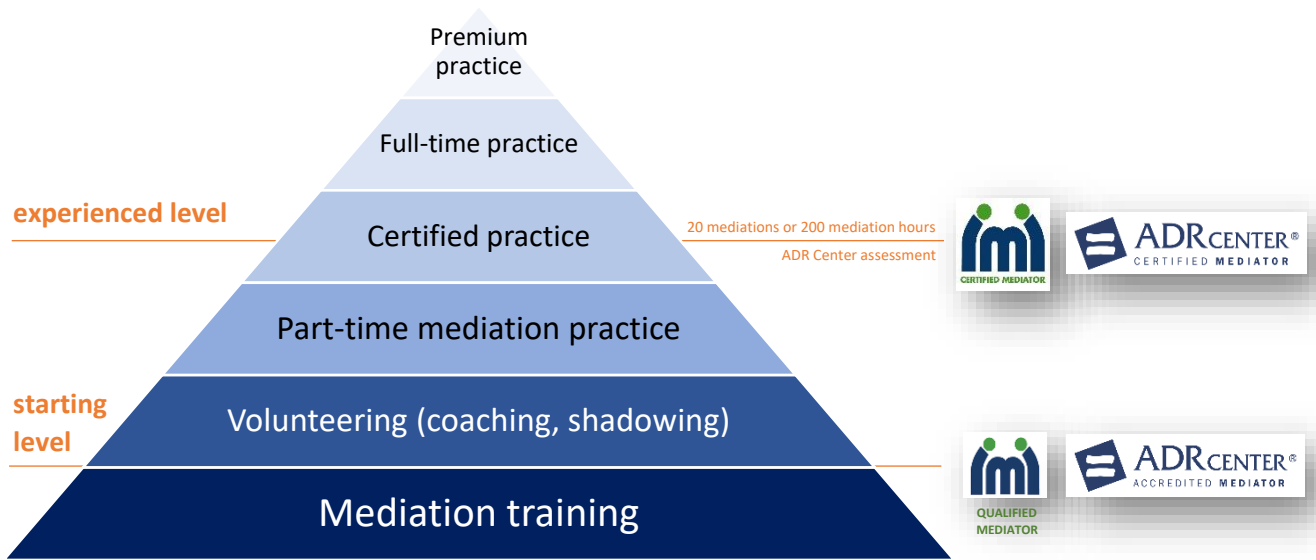 Premium
practice
Full-time practice
experienced level
Certified practice
20 mediations or 200 mediation hours
ADR Center assessment
imi
CERTIFIED MEDIATOR
ADRCENTER®
CERTIFIED MEDIATOR
Part-time mediation practice
starting
level
Volunteering (coaching, shadowing)
Mediation training
imi
QUALIFIED
MEDIATOR
ADRCENTER®
ACCREDITED MEDIATOR